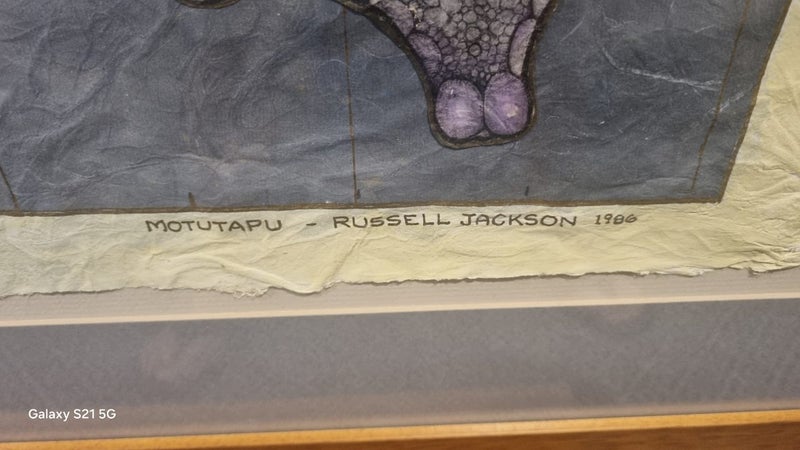 MOTUTAPU - RUSSELL JACKSON 1986
Galaxy S21 5G